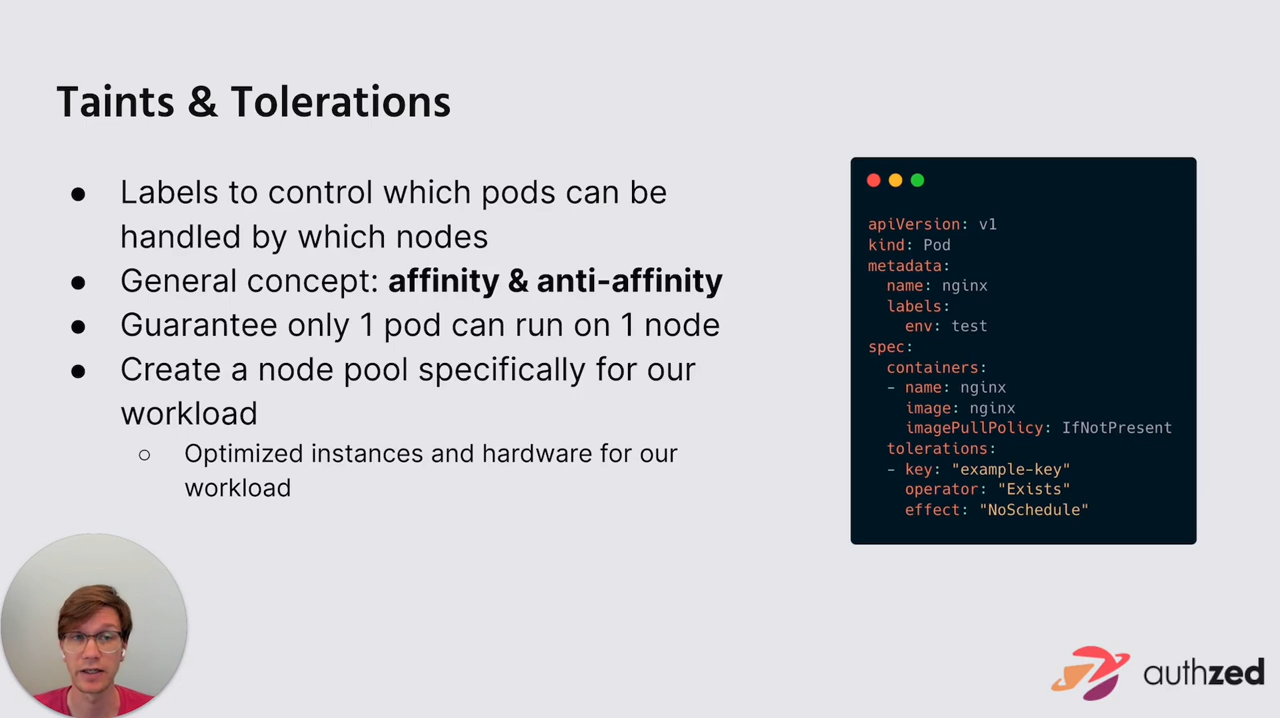 Taints & Tolerations
● Labels to control which pods can be
handled by which nodes
● General concept: affinity & anti-affinity
● Guarantee only 1 pod can run on 1 node
● Create a node pool specifically for our
workload
○ Optimized instances and hardware for our
workload
apiVersion: v1
kind: Pod
metadata:
  name: nginx
  labels:
    env: test
spec:
  containers:
  - name: nginx
    image: nginx
    imagePullPolicy: IfNotPresent
  tolerations:
  - key: "example-key"
    operator: "Exists"
    effect: "NoSchedule"
authzed